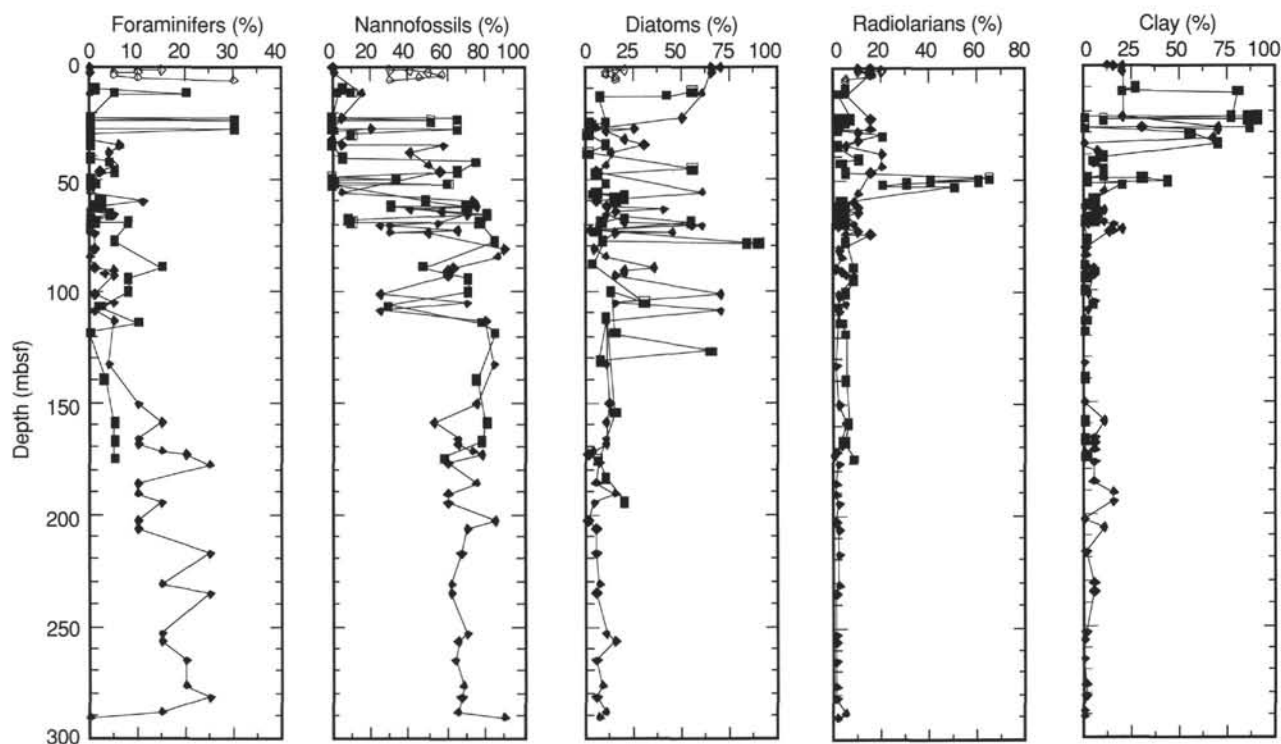 Foraminifers (%) Nannofossils (%) Diatoms (%) Radiolarians (%) Clay (%)
0 10 20 30 40 0 20 40 60 80 100 0 25 50 75 100 0 20 40 60 80 0 25 50 75 100
0
50
100
150
200
250
300
Depth (mbsf)